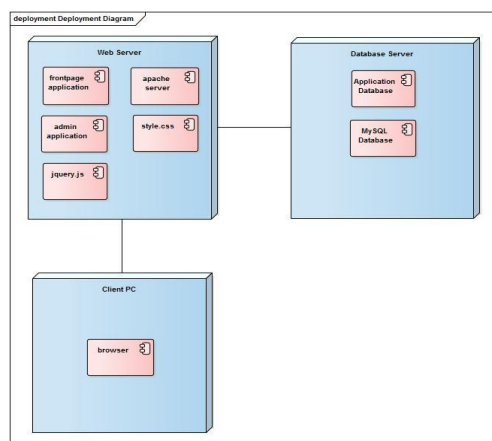 deployment Deployment Diagram
Web Server
frontpage
application
apache
server
admin
application
style.css
jquery.js
Database Server
Application
Database
MySQL
Database
Client PC
browser